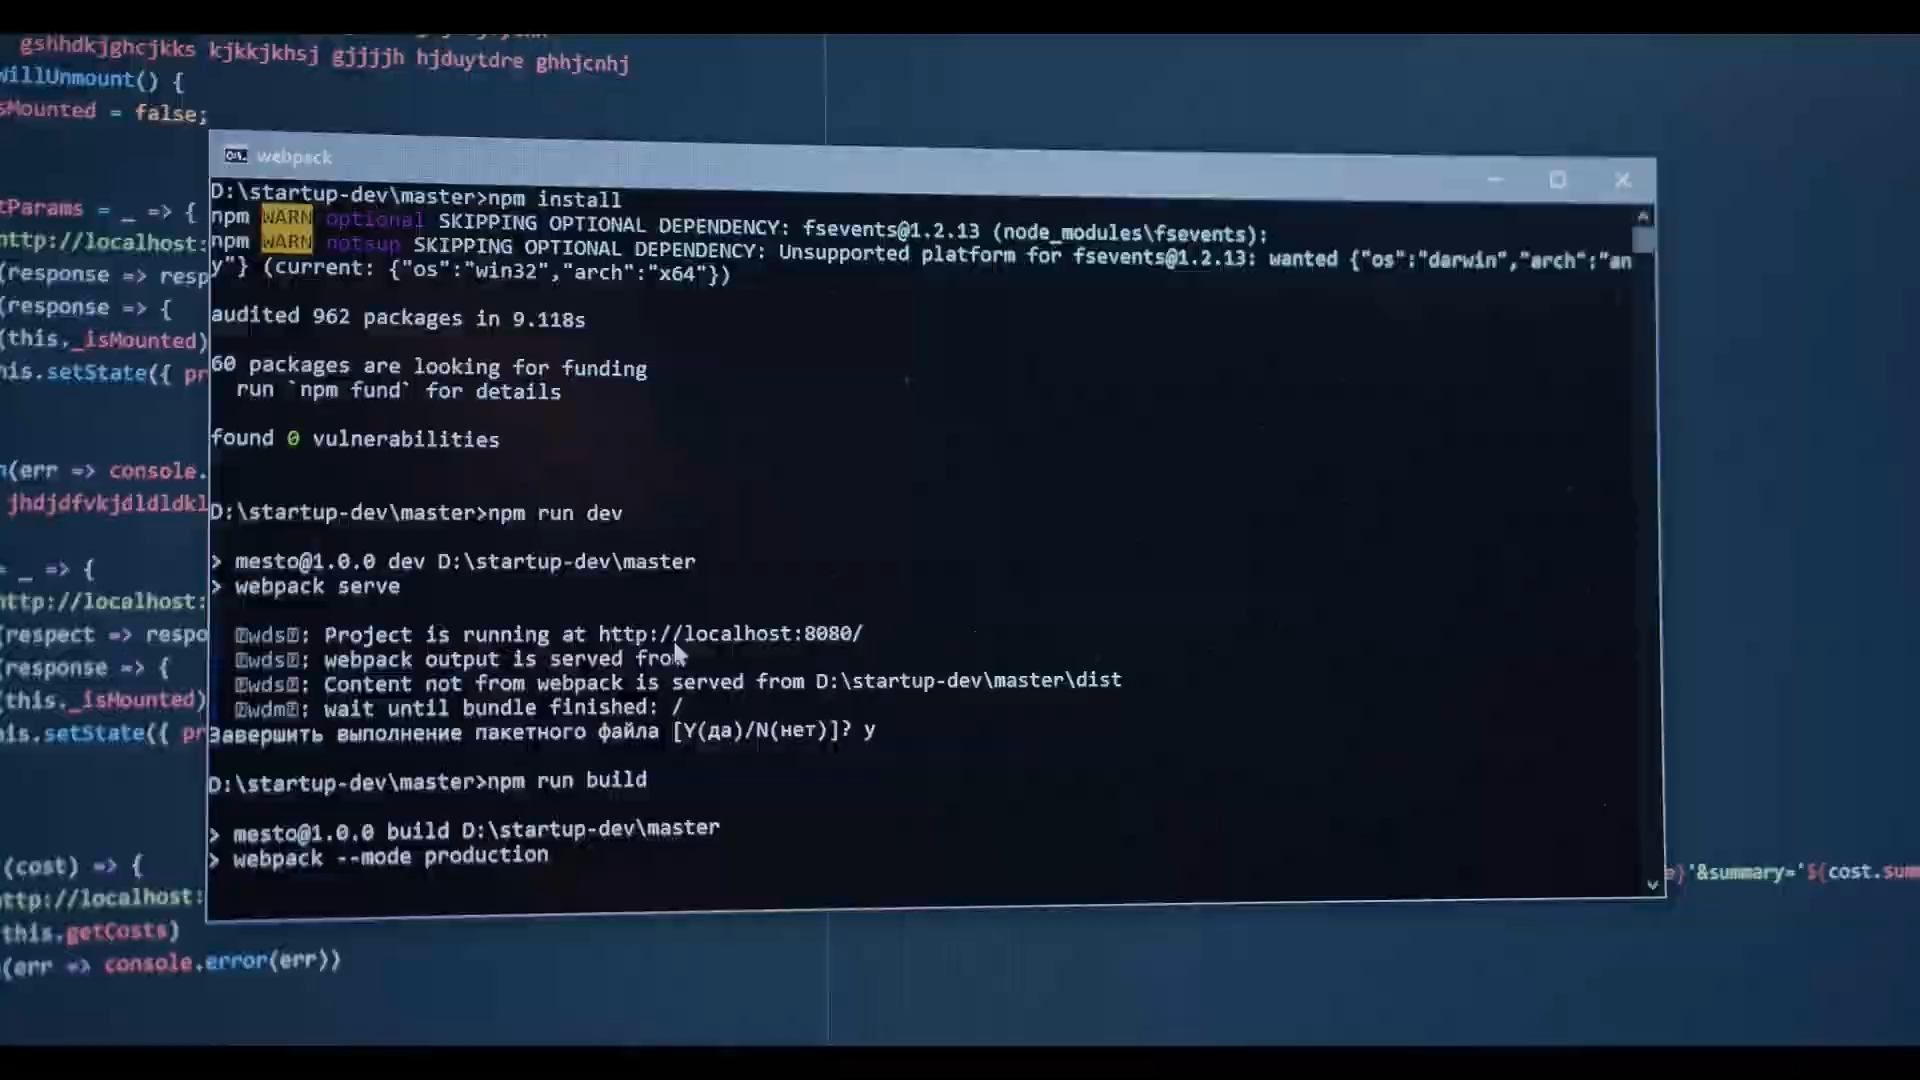 gshhdkjghcjkks kjkkjkhsj gjjjjh hjduytdre ghhjcnhj
willUnmount() {
sMounted = false;
tParams = _ => {
http://localhost:
(response => resp
(response => {
(this._isMounted)
his.setState({ pr
(err => console.
jhdjdfvkjdldldkl
= _ => {
http://localhost:
(respect => respo
(response => {
(this._isMounted)
his.setState({ pr
(cost) => {
http://localhost:
this.getCosts)
(err => console.error(err))
webpack
D:\startup-dev\master>npm install
npm WARN optional SKIPPING OPTIONAL DEPENDENCY: fsevents@1.2.13 (node_modules\fsevents):
npm WARN notsup SKIPPING OPTIONAL DEPENDENCY: Unsupported platform for fsevents@1.2.13: wanted {"os":"darwin","arch":"an
y"} (current: {"os":"win32","arch":"x64"})
audited 962 packages in 9.118s
60 packages are looking for funding
run `npm fund` for details
found 0 vulnerabilities
D:\startup-dev\master>npm run dev
> mesto@1.0.0 dev D:\startup-dev\master
> webpack serve
wds: Project is running at http://localhost:8080/
wds: webpack output is served from
wds: Content not from webpack is served from D:\startup-dev\master\dist
wdm: wait until bundle finished: /
Завершить выполнение пакетного файла [Y(да)/N(нет)]? y
D:\startup-dev\master>npm run build
> mesto@1.0.0 build D:\startup-dev\master
> webpack --mode production
e}'&summary='${cost.summ